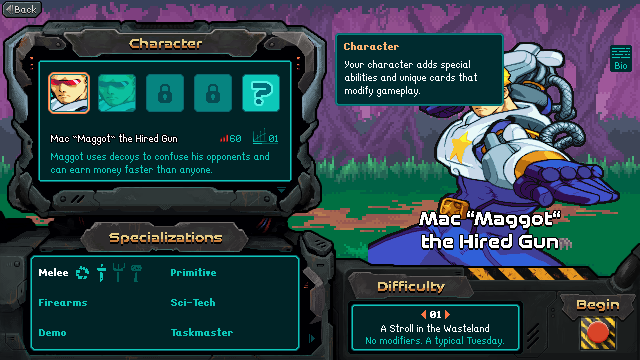 Back
Character
Mac "Maggot" the Hired Gun
60
01
Maggot uses decoys to confuse his opponents and
can earn money faster than anyone.
Character
Your character adds special
abilities and unique cards that
modify gameplay.
Bio
Mac "Maggot"
the Hired Gun
Specializations
Melee
Primitive
Firearms
Sci-Tech
Demo
Taskmaster
Difficulty
01
A Stroll in the Wasteland
No modifiers. A typical Tuesday.
Begin